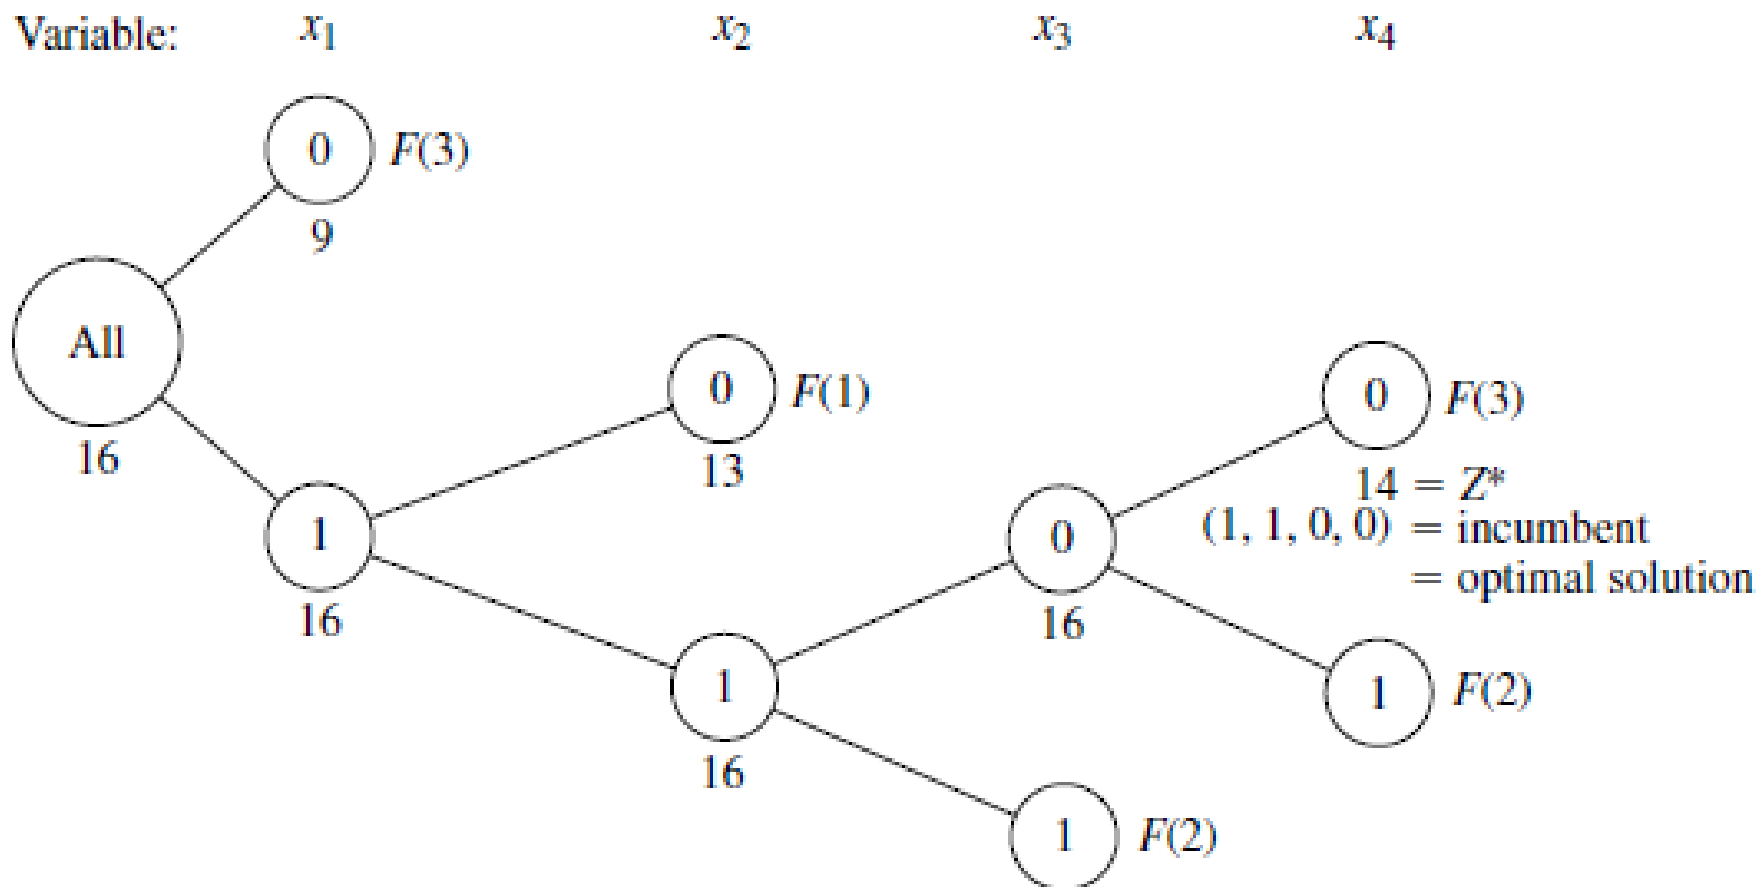 Variable: x₁ x₂ x₃ x₄
0 F(3)
9
All
16
0 F(1)
13
0 F(3)
14 = Z*
(1, 1, 0, 0) = incumbent
= optimal solution
1
16
0
16
1
16
1 F(2)
1 F(2)